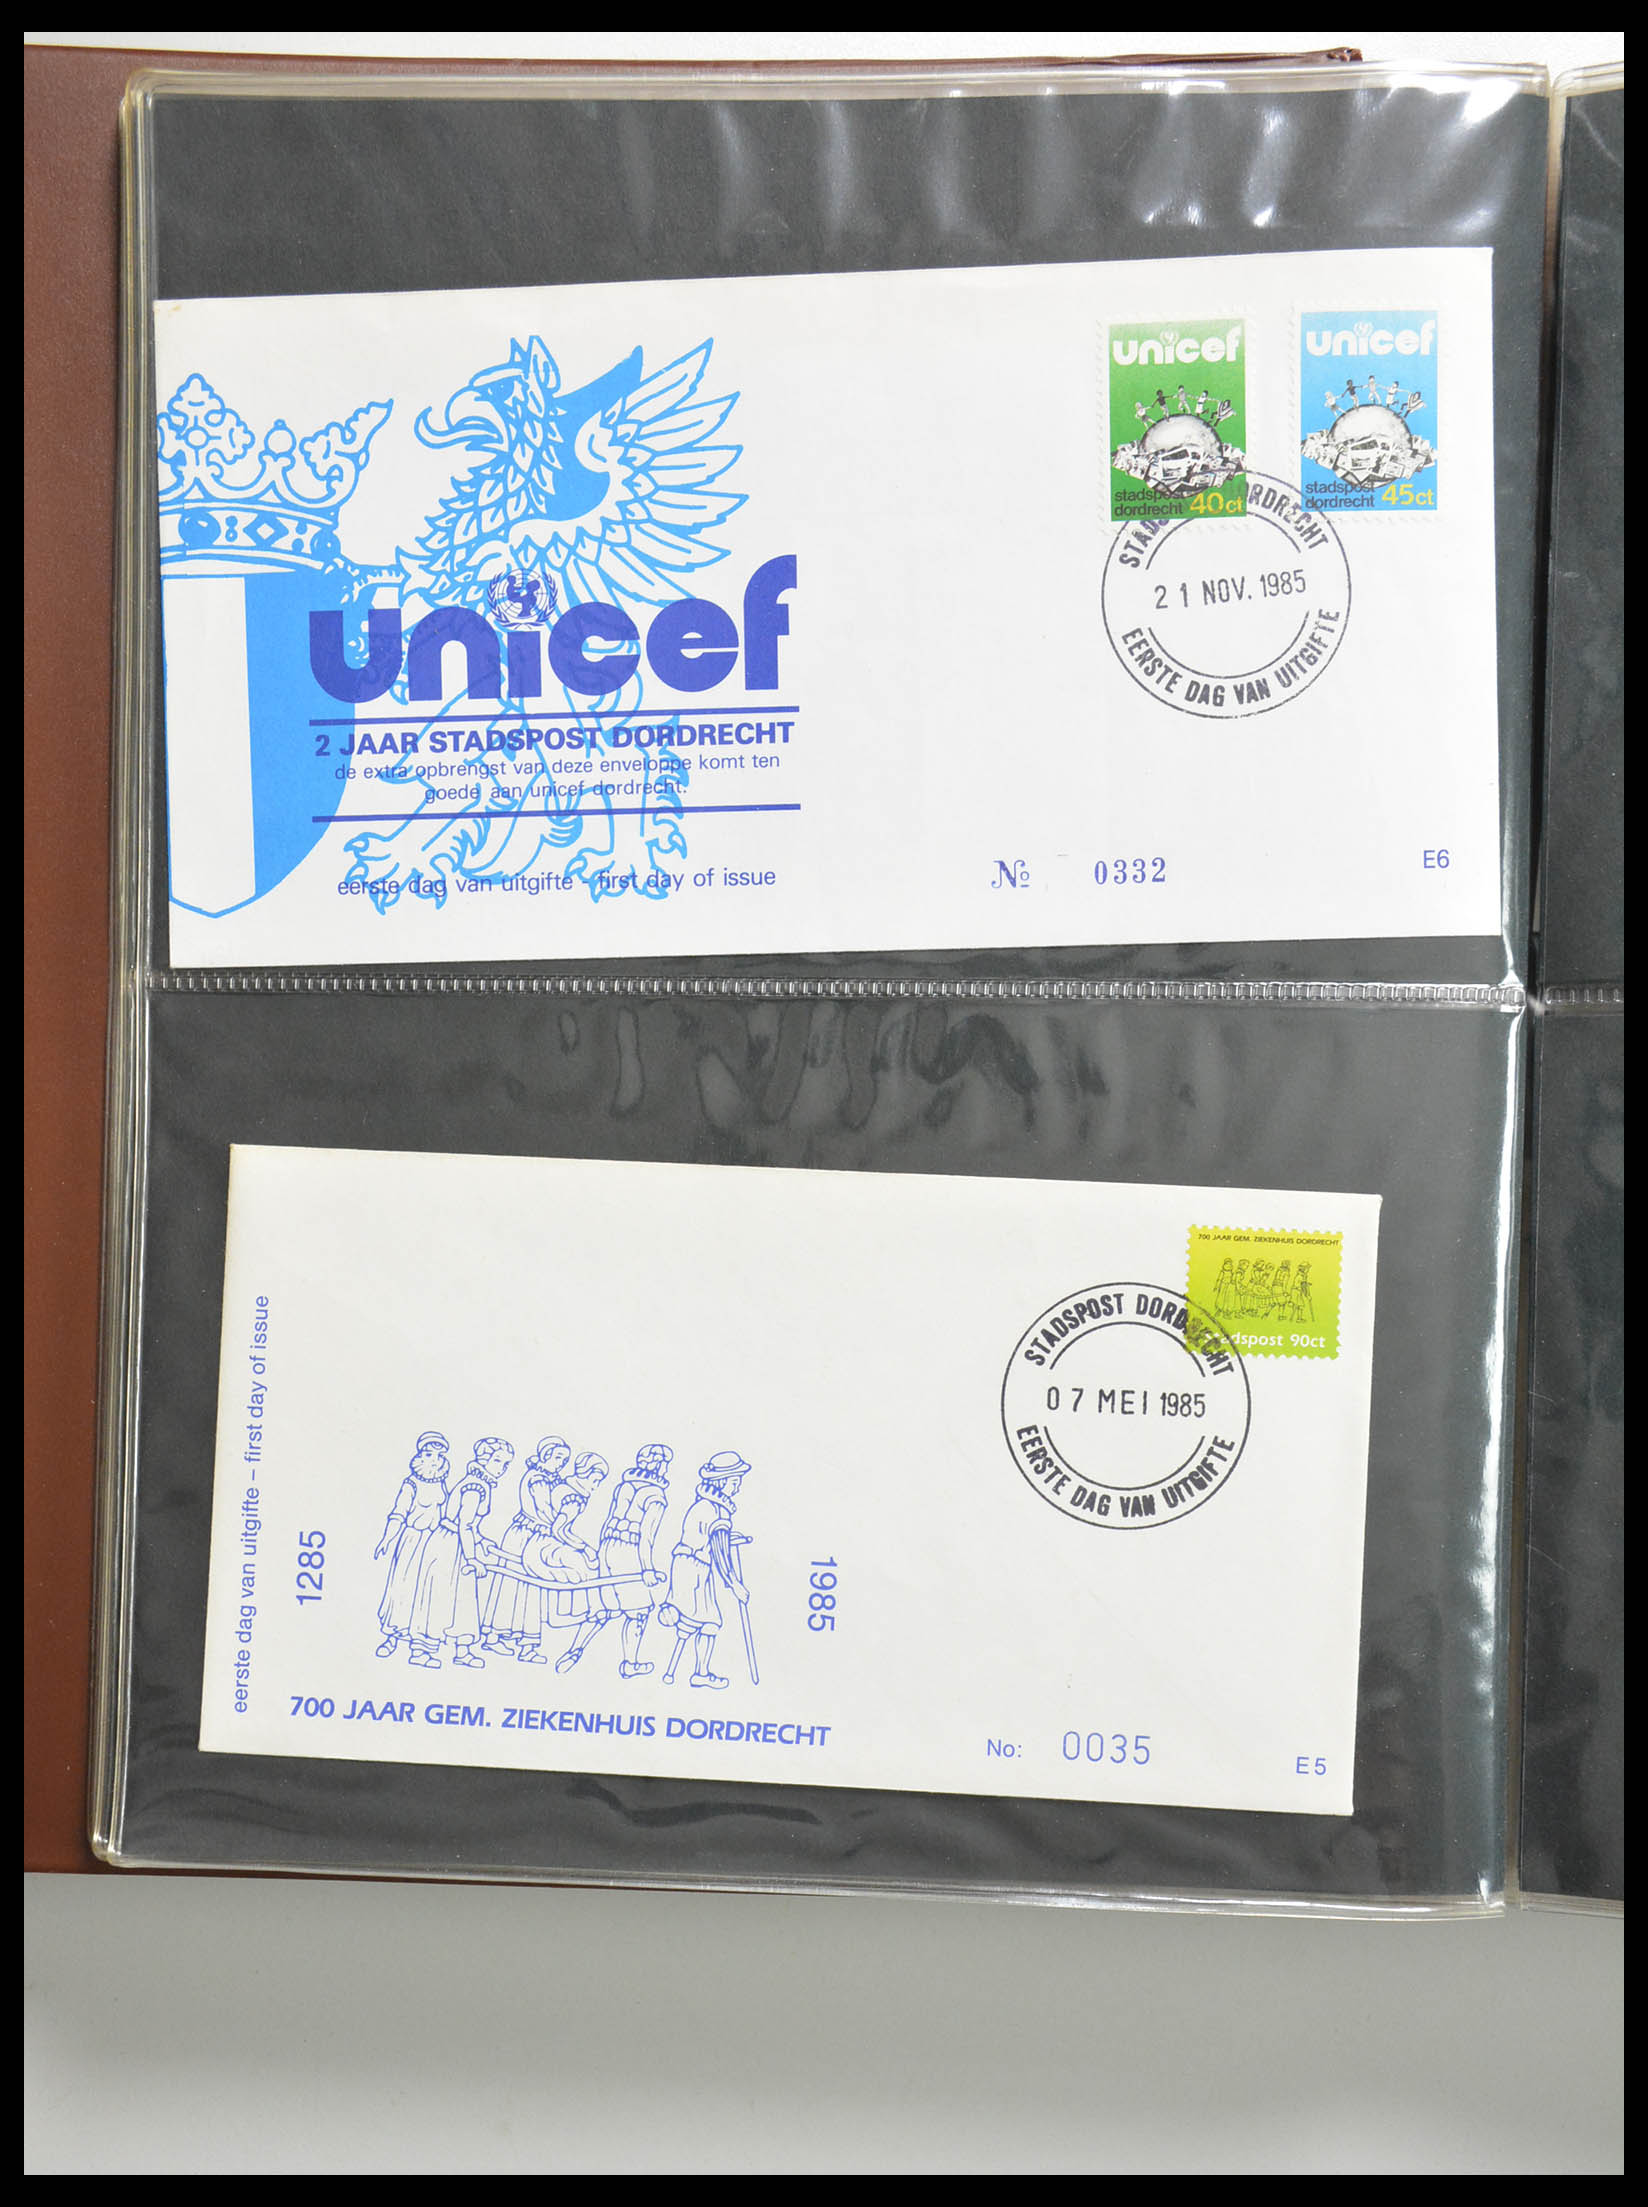 unicef
2 JAAR STADSPOST DORDRECHT
de extra opbrengst van deze enveloppe komt ten
goede aan unicef dordrecht.
eerste dag van uitgifte - first day of issue
unicef
stadspost
dordrecht 40ct
unicef
stadspost
dordrecht 45ct
STADSPOST DORDRECHT
21 NOV. 1985
EERSTE DAG VAN UITGIFTE
№ 0332
E6
eerste dag van uitgifte – first day of issue
1285
1985
700 JAAR GEM. ZIEKENHUIS DORDRECHT
700 JAAR GEM. ZIEKENHUIS DORDRECHT
stadspost 90ct
STADSPOST DORDRECHT
07 MEI 1985
EERSTE DAG VAN UITGIFTE
No: 0035
E5